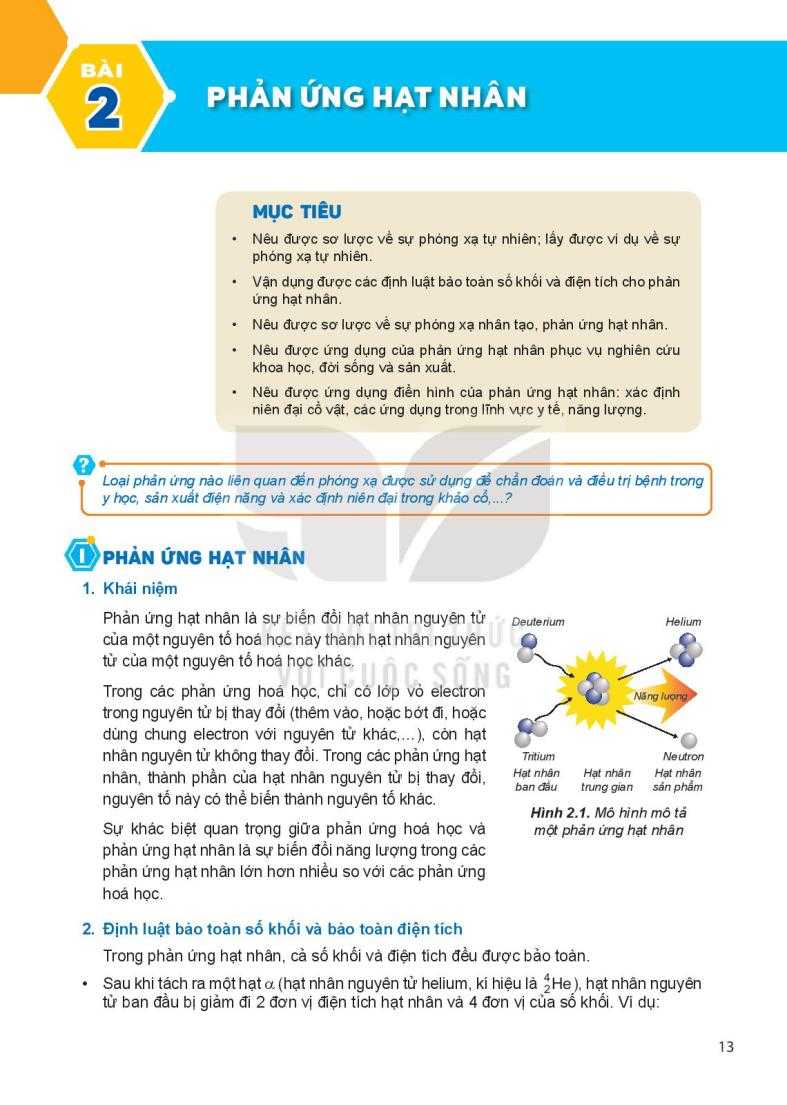 BÀI
2
PHẢN ỨNG HẠT NHÂN
MỤC TIÊU
• Nêu được sơ lược về sự phóng xạ tự nhiên; lấy được ví dụ về sự
phóng xạ tự nhiên.
• Vận dụng được các định luật bảo toàn số khối và điện tích cho phản
ứng hạt nhân.
• Nêu được sơ lược về sự phóng xạ nhân tạo, phản ứng hạt nhân.
• Nêu được ứng dụng của phản ứng hạt nhân phục vụ nghiên cứu
khoa học, đời sống và sản xuất.
• Nêu được ứng dụng điển hình của phản ứng hạt nhân: xác định
niên đại cổ vật, các ứng dụng trong lĩnh vực y tế, năng lượng.
?
Loại phản ứng nào liên quan đến phóng xạ được sử dụng để chẩn đoán và điều trị bệnh trong
y học, sản xuất điện năng và xác định niên đại trong khảo cổ,...?
I PHẢN ỨNG HẠT NHÂN
1. Khái niệm
Phản ứng hạt nhân là sự biến đổi hạt nhân nguyên tử
của một nguyên tố hoá học này thành hạt nhân nguyên
tử của một nguyên tố hoá học khác.
Trong các phản ứng hoá học, chỉ có lớp vỏ electron
trong nguyên tử bị thay đổi (thêm vào, hoặc bớt đi, hoặc
dùng chung electron với nguyên tử khác,…), còn hạt
nhân nguyên tử không thay đổi. Trong các phản ứng hạt
nhân, thành phần của hạt nhân nguyên tử bị thay đổi,
nguyên tố này có thể biến thành nguyên tố khác.
Sự khác biệt quan trọng giữa phản ứng hoá học và
phản ứng hạt nhân là sự biến đổi năng lượng trong các
phản ứng hạt nhân lớn hơn nhiều so với các phản ứng
hoá học.
Deuterium
Helium
Năng lượng
Tritium
Neutron
Hạt nhân
ban đầu
Hạt nhân
trung gian
Hạt nhân
sản phẩm
Hình 2.1. Mô hình mô tả
một phản ứng hạt nhân
2. Định luật bảo toàn số khối và bảo toàn điện tích
Trong phản ứng hạt nhân, cả số khối và điện tích đều được bảo toàn.
• Sau khi tách ra một hạt α (hạt nhân nguyên tử helium, kí hiệu là ⁴₂He), hạt nhân nguyên
tử ban đầu bị giảm đi 2 đơn vị điện tích hạt nhân và 4 đơn vị của số khối. Ví dụ:
KẾT NỐI TRI THỨC
VỚI CUỘC SỐNG
13